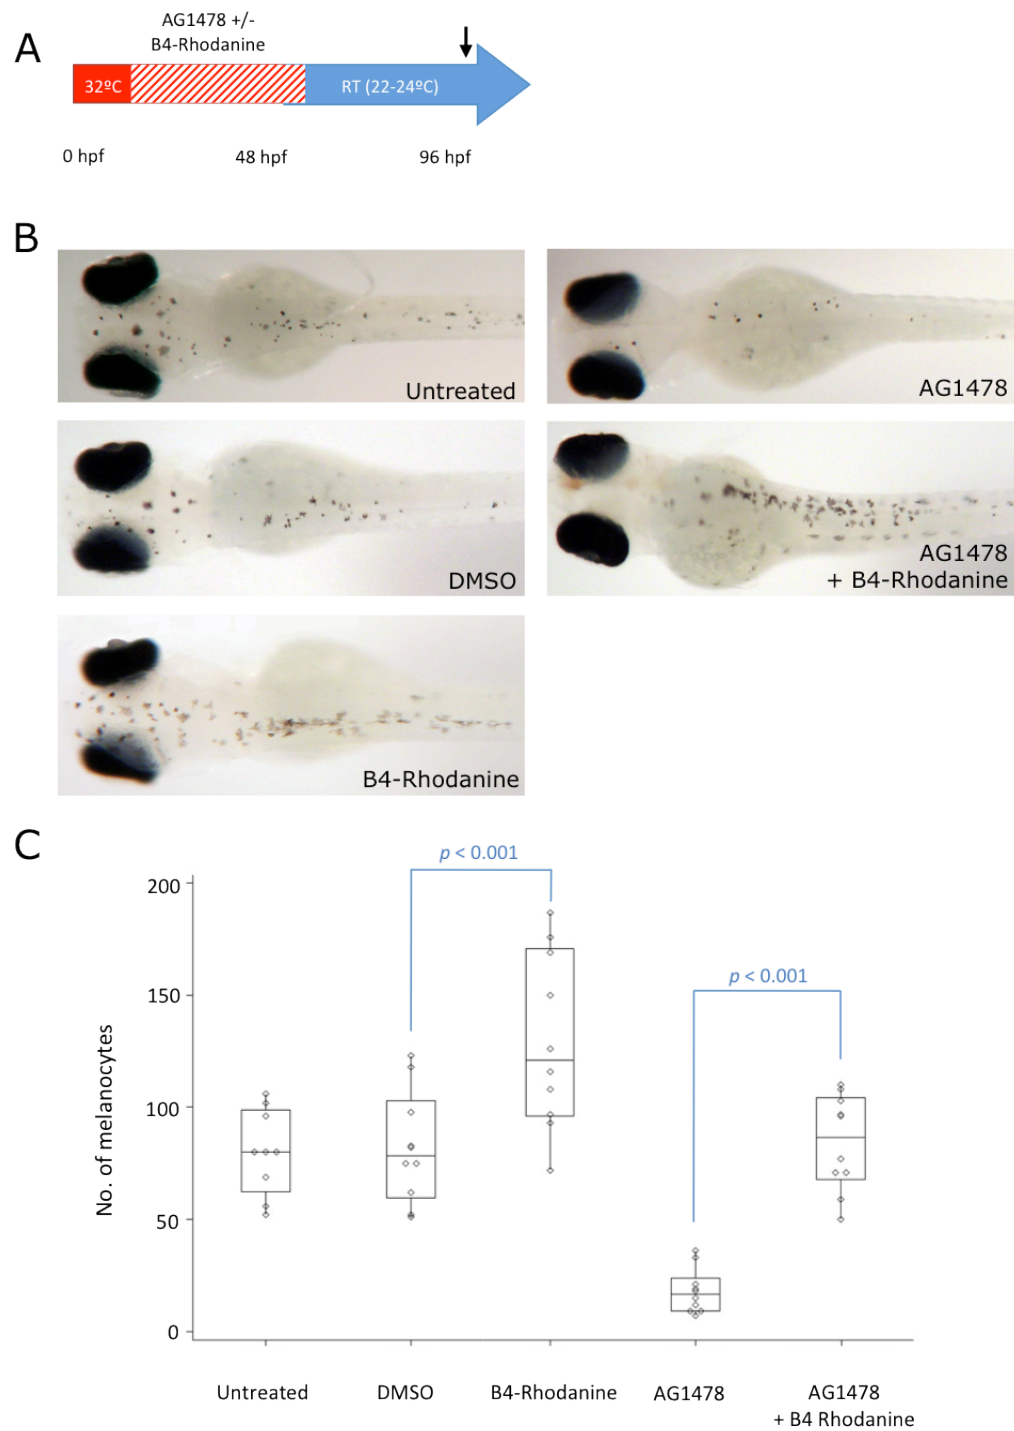 A
AG1478 +/-
B4-Rhodanine
32ºC
RT (22-24ºC)
0 hpf
48 hpf
96 hpf
B
Untreated
AG1478
DMSO
AG1478
+ B4-Rhodanine
B4-Rhodanine
C
p < 0.001
p < 0.001
No. of melanocytes
200
150
100
50
0
Untreated
DMSO
B4-Rhodanine
AG1478
AG1478
+ B4 Rhodanine